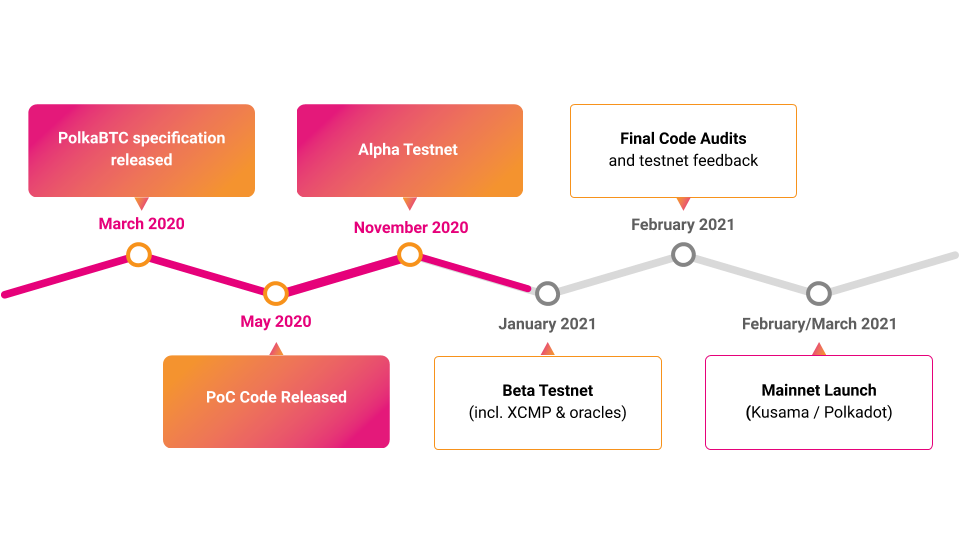 PolkaBTC specification
released
March 2020
May 2020
PoC Code Released
Alpha Testnet
November 2020
January 2021
Beta Testnet
(incl. XCMP & oracles)
Final Code Audits
and testnet feedback
February 2021
February/March 2021
Mainnet Launch
(Kusama / Polkadot)